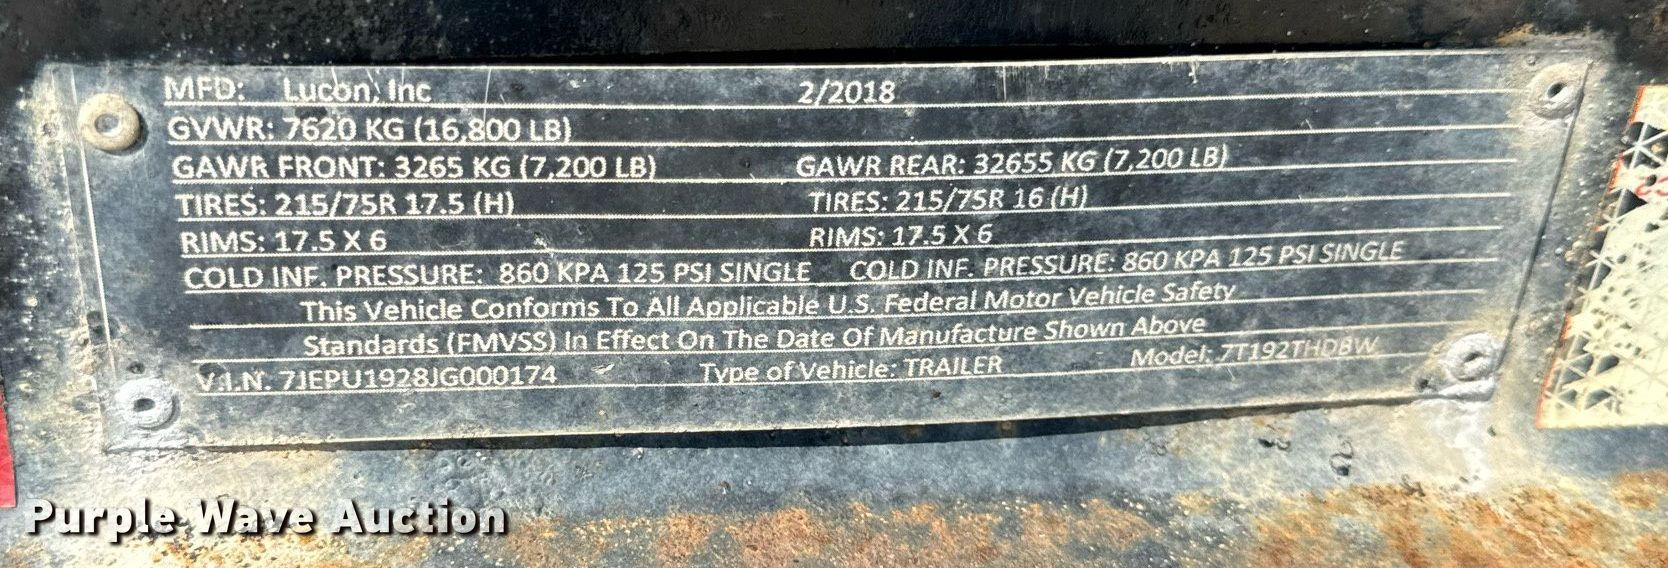 MFD: Lucon, Inc 2/2018
GVWR: 7620 KG (16,800 LB)
GAWR FRONT: 3265 KG (7,200 LB) GAWR REAR: 32655 KG (7,200 LB)
TIRES: 215/75R 17.5 (H) TIRES: 215/75R 16 (H)
RIMS: 17.5 X 6 RIMS: 17.5 X 6
COLD INF. PRESSURE: 860 KPA 125 PSI SINGLE COLD INF. PRESSURE: 860 KPA 125 PSI SINGLE
This Vehicle Conforms To All Applicable U.S. Federal Motor Vehicle Safety
Standards (FMVSS) In Effect On The Date Of Manufacture Shown Above
V.I.N. 7JEPU1928JG000174 Type of Vehicle: TRAILER Model: 7T192THDBW
Purple Wave Auction